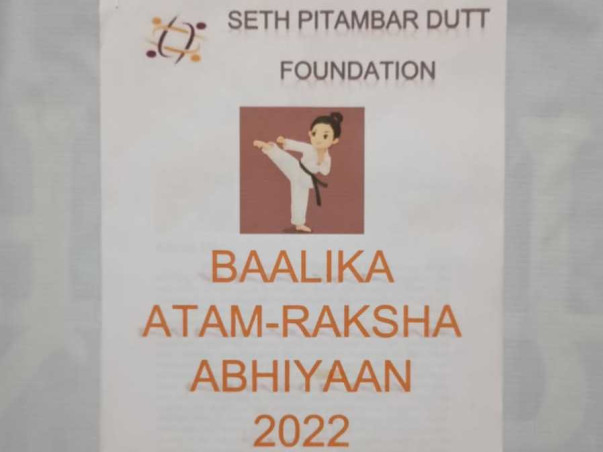 SETH PITAMBAR DUTT
FOUNDATION
BAALIKA
ATAM-RAKSHA
ABHIYAAN
2022